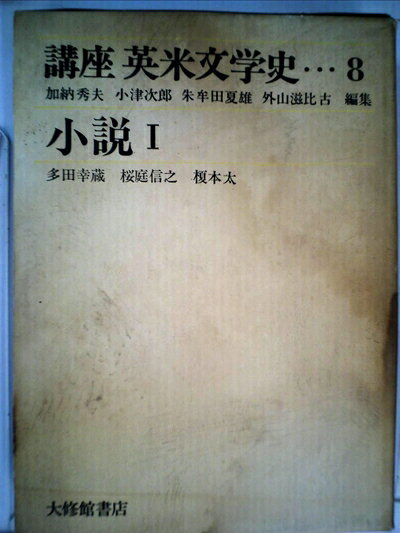 講座 英米文学史…8
加納秀夫 小津次郎 朱牟田夏雄 外山滋比古 編集
小説 I
多田幸蔵 桜庭信之 榎本太
大修館書店